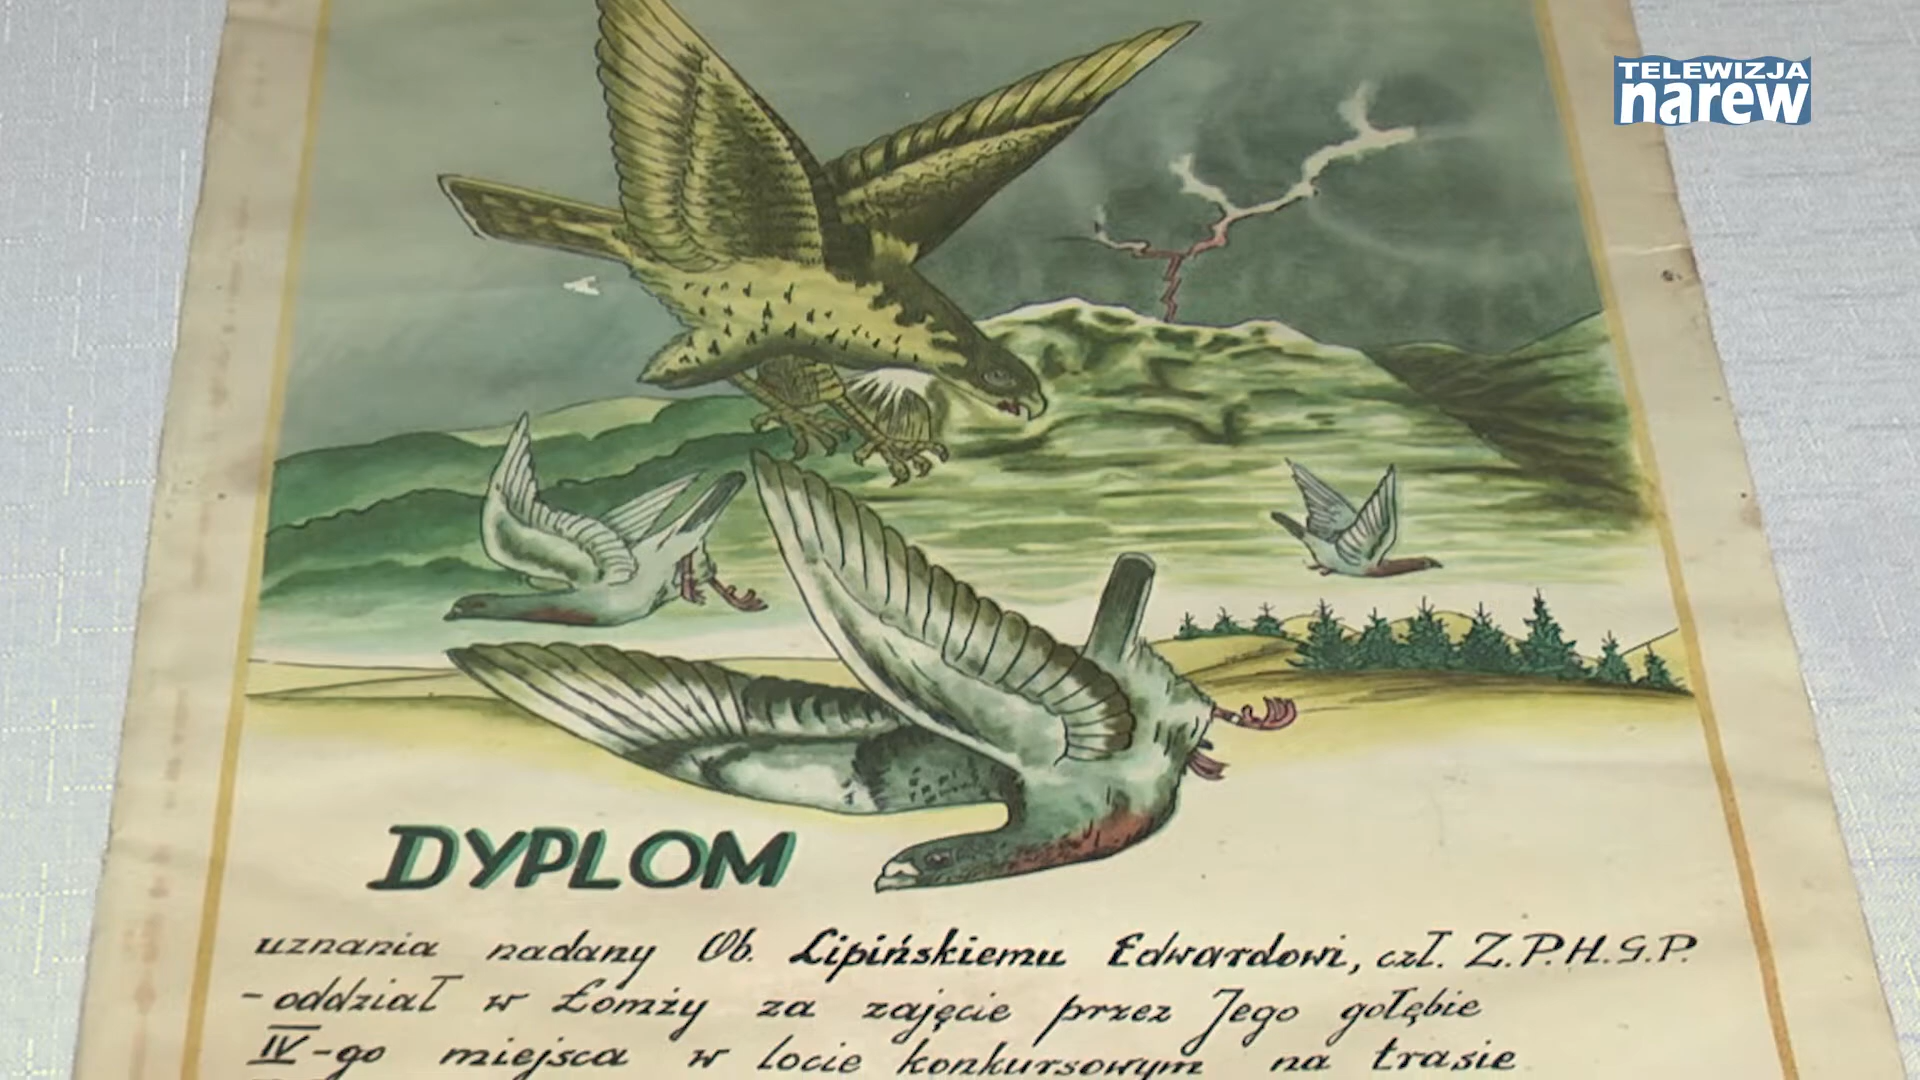 TELEWIZJA
narew
DYPLOM
uznania nadany Ob. Lipińskiemu Edwardowi, czł. Z.P.H.G.P.
- oddział w Łomży za zajęcie przez Jego gołębie
IV-go miejsca w locie konkursowym na trasie